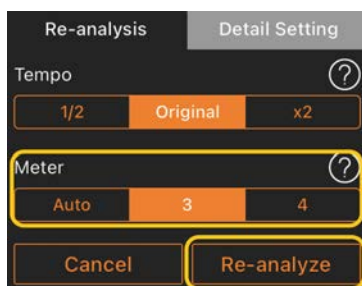 Re-analysis Detail Setting
Tempo ?
1/2 Original x2
Meter ?
Auto 3 4
Cancel Re-analyze